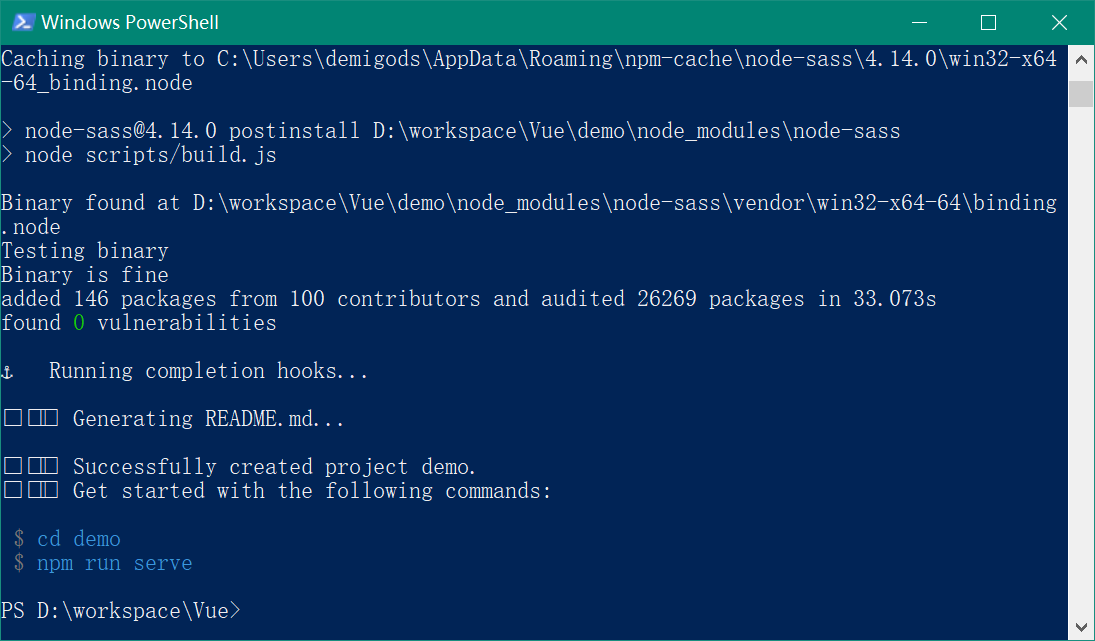 Windows PowerShell
Caching binary to C:\Users\demigods\AppData\Roaming\npm-cache\node-sass\4.14.0\win32-x64
-64_binding.node
> node-sass@4.14.0 postinstall D:\workspace\Vue\demo\node_modules\node-sass
> node scripts/build.js
Binary found at D:\workspace\Vue\demo\node_modules\node-sass\vendor\win32-x64-64\binding
.node
Testing binary
Binary is fine
added 146 packages from 100 contributors and audited 26269 packages in 33.073s
found 0 vulnerabilities
⚓ Running completion hooks...
Generating README.md...
Successfully created project demo.
Get started with the following commands:
$ cd demo
$ npm run serve
PS D:\workspace\Vue>